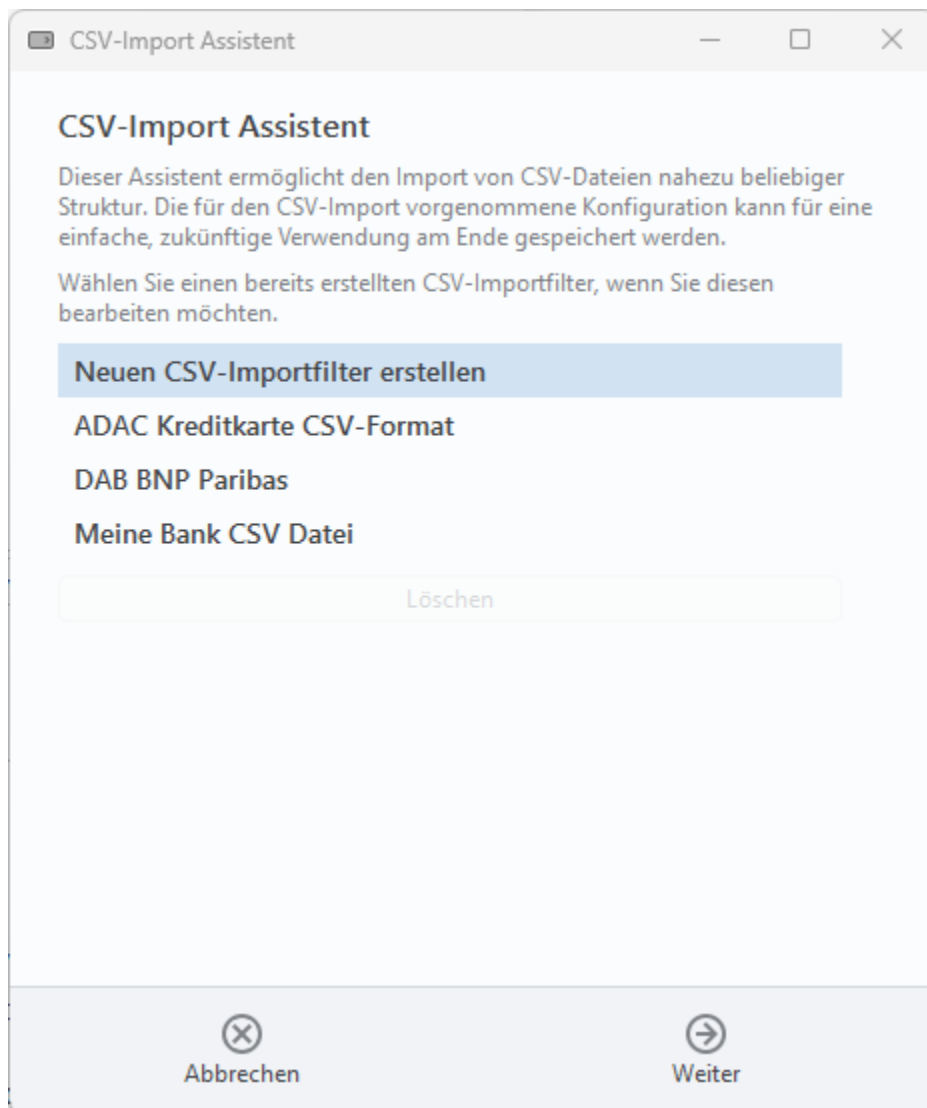 CSV-Import Assistent
CSV-Import Assistent
Dieser Assistent ermöglicht den Import von CSV-Dateien nahezu beliebiger
Struktur. Die für den CSV-Import vorgenommene Konfiguration kann für eine
einfache, zukünftige Verwendung am Ende gespeichert werden.
Wählen Sie einen bereits erstellten CSV-Importfilter, wenn Sie diesen
bearbeiten möchten.
Neuen CSV-Importfilter erstellen
ADAC Kreditkarte CSV-Format
DAB BNP Paribas
Meine Bank CSV Datei
Löschen
Abbrechen
Weiter